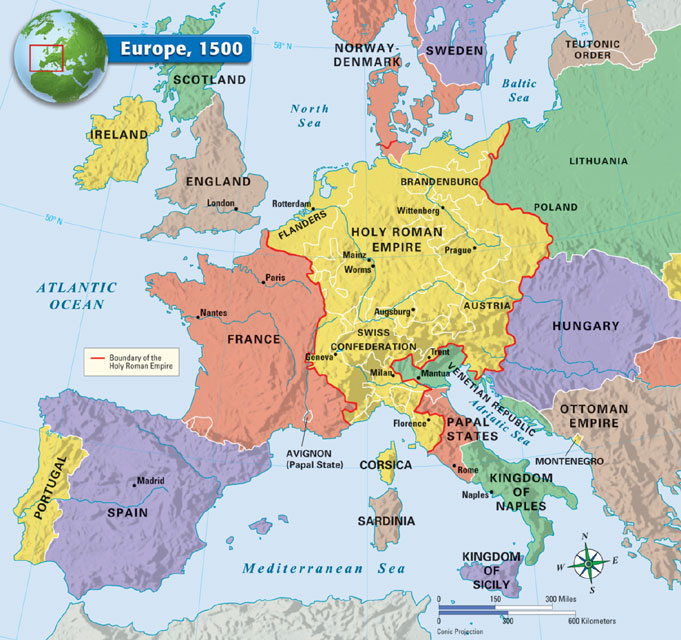 Europe, 1500
58° N
0°
20° E
NORWAY-
DENMARK
SWEDEN
TEUTONIC
ORDER
SCOTLAND
North
Sea
Baltic
Sea
IRELAND
LITHUANIA
ENGLAND
BRANDENBURG
London
Rotterdam
FLANDERS
Wittenberg
POLAND
50° N
HOLY ROMAN
EMPIRE
Mainz
Prague
Worms
ATLANTIC
OCEAN
Paris
Nantes
Augsburg
AUSTRIA
HUNGARY
FRANCE
SWISS
CONFEDERATION
Boundary of the
Holy Roman Empire
Geneva
Trent
Milan
Mantua
VENETIAN REPUBLIC
Adriatic Sea
OTTOMAN
EMPIRE
Florence
PAPAL
STATES
AVIGNON
(Papal State)
MONTENEGRO
CORSICA
Rome
PORTUGAL
Madrid
SPAIN
KINGDOM
OF
NAPLES
Naples
SARDINIA
KINGDOM
OF
SICILY
Mediterranean Sea
N
W
E
S
0 150 300 Miles
0 300 600 Kilometers
Conic Projection